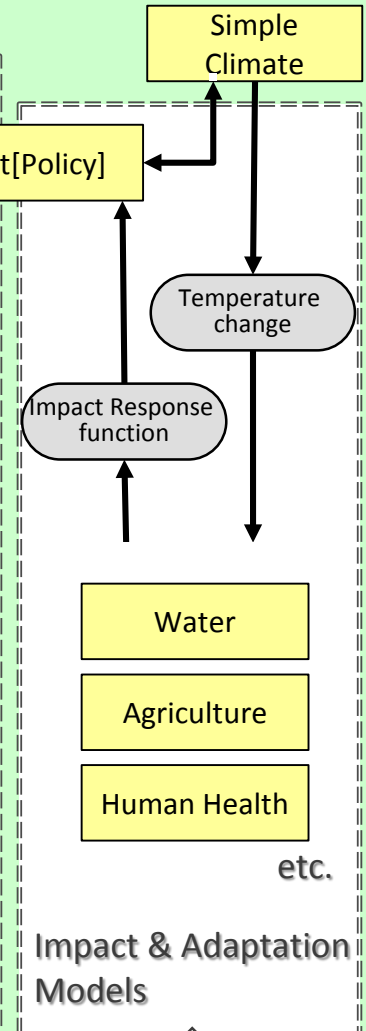 Simple
Climate
t[Policy]
Temperature
change
Impact Response
function
Water
Agriculture
Human Health
etc.
Impact & Adaptation
Models